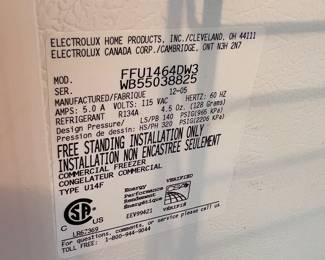 ELECTROLUX HOME PRODUCTS, INC./CLEVELAND, OH 44111
ELECTROLUX CANADA CORP./CAMBRIDGE, ONT N3H 2N7
MOD. FFU1464DW3
SER. WB55038825
MANUFACTURED/FABRIQUE 12-05
AMPS: 5.0 A VOLTS: 115 VAC HERTZ: 60 HZ
REFRIGERANT R134A 4.5 Oz. (128 Grams)
Design Pressure- LS/PB 140 PSIG(965 KPa)
Pression de design: HS/PH 320 PSIG(2206 KPa)
FREE STANDING INSTALLATION ONLY
INSTALLATION NON ENCASTREE SEULEMENT
COMMERCIAL FREEZER
CONGELATEUR COMMERCIAL
TYPE U14F
Energy VERIFIED
Performance
Rendement
Energétique
VERIFIE
C US
EEV99421
LR67369
For questions, comments, or service please call:
TOLL FREE: 1-800-944-9044